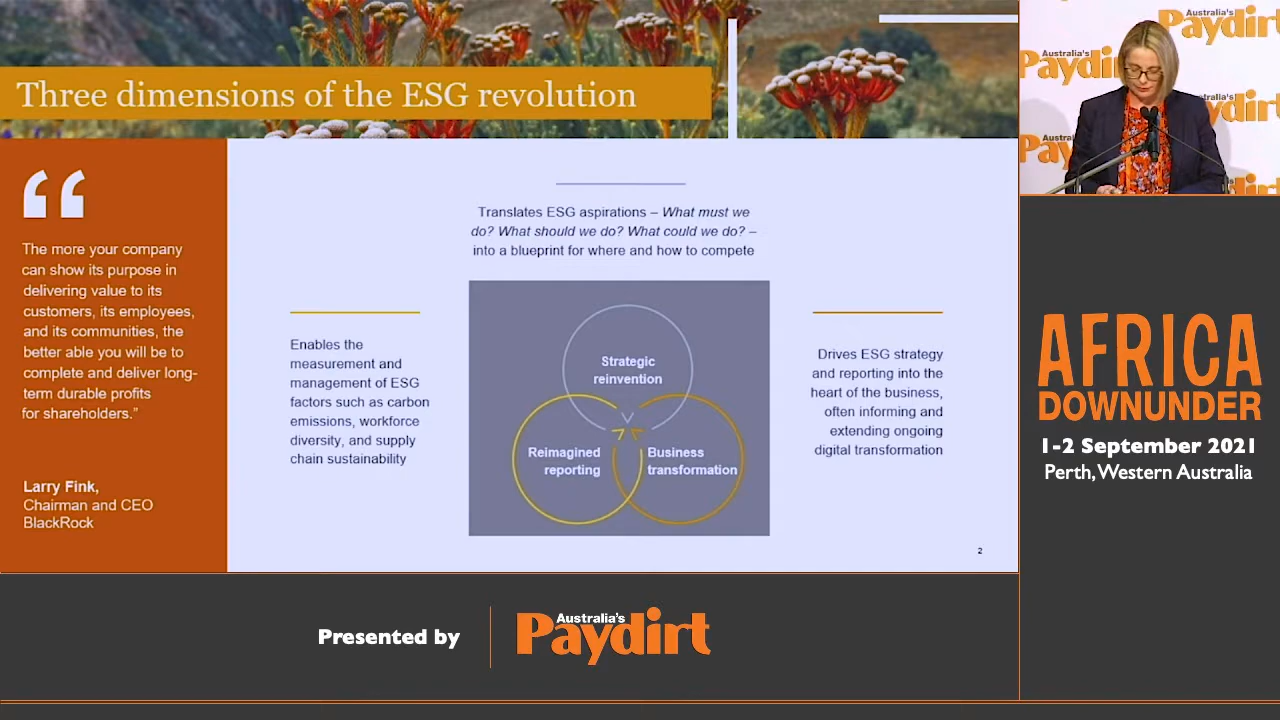 Three dimensions of the ESG revolution
“
The more your company
can show its purpose in
delivering value to its
customers, its employees,
and its communities, the
better able you will be to
complete and deliver long-
term durable profits
for shareholders.”
Larry Fink,
Chairman and CEO
BlackRock
Translates ESG aspirations – What must we
do? What should we do? What could we do? –
into a blueprint for where and how to compete
Enables the
measurement and
management of ESG
factors such as carbon
emissions, workforce
diversity, and supply
chain sustainability
Strategic
reinvention
Reimagined
reporting
Business
transformation
Drives ESG strategy
and reporting into the
heart of the business,
often informing and
extending ongoing
digital transformation
2
Australia's
Paydirt
Australia's
Paydi
stralia's
aydirt
Austra
Pay
AFRICA
DOWNUNDER
1-2 September 2021
Perth, Western Australia
Presented by
Australia's
Paydirt